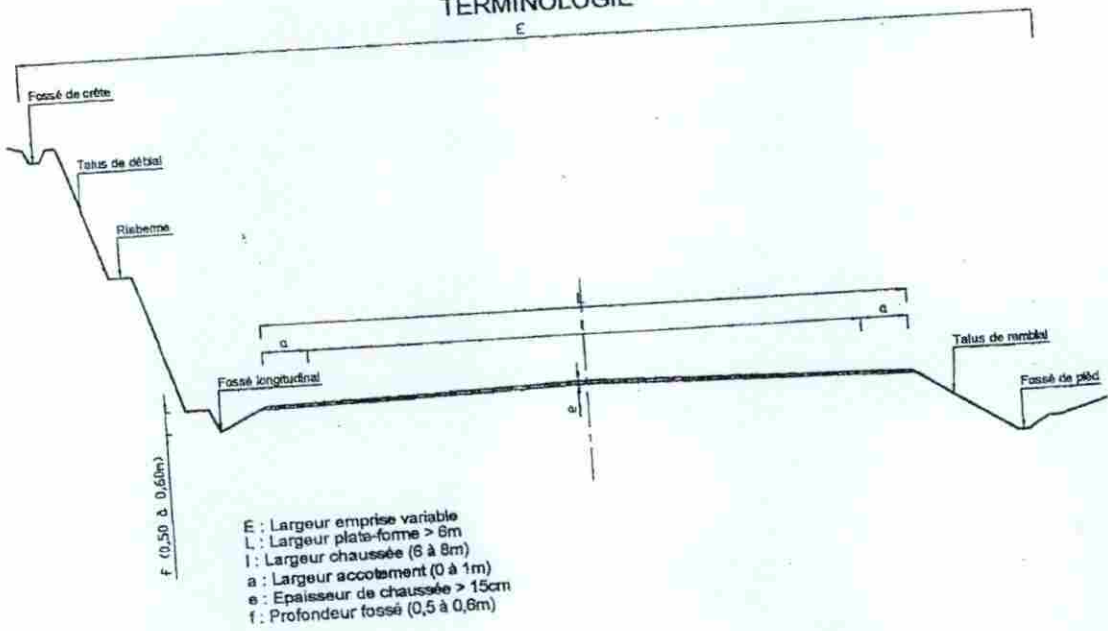 TERMINOLOGIE
E
Fossé de crête
Talus de déblai
Risberme
L
a
a
Fossé longitudinal
Talus de remblai
Fossé de pied
e
f (0,50 à 0,60m)
E : Largeur emprise variable
L : Largeur plate-forme > 6m
l : Largeur chaussée (6 à 8m)
a : Largeur accotement (0 à 1m)
e : Epaisseur de chaussée > 15cm
f : Profondeur fossé (0,5 à 0,6m)